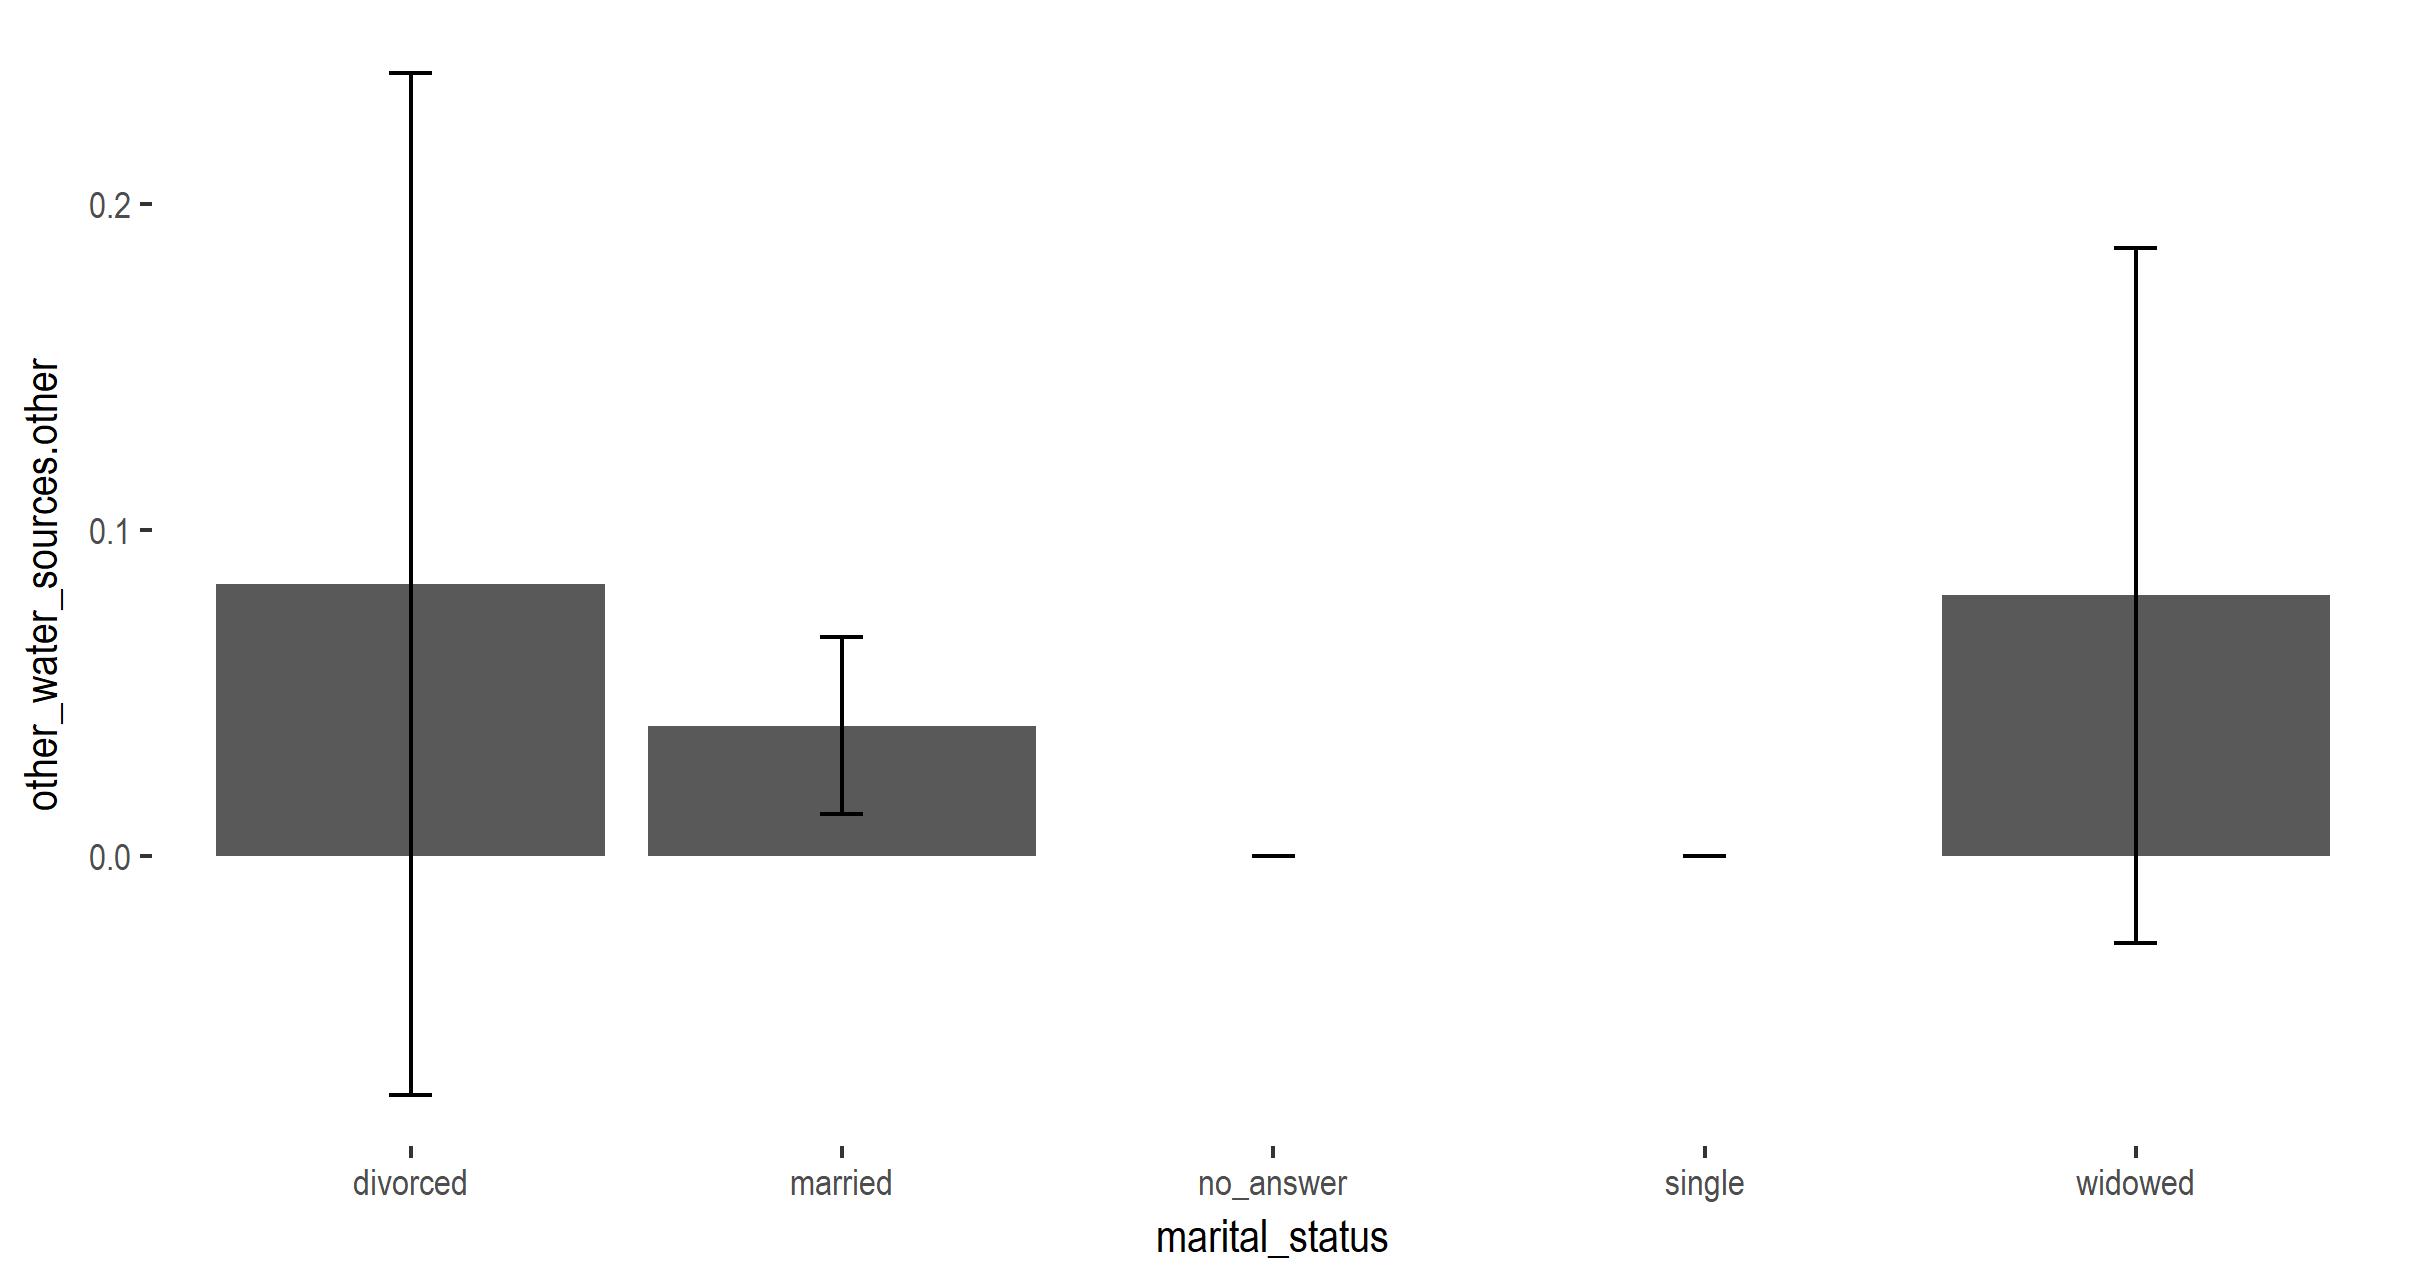 other_water_sources.other
0.2
0.1
0.0
divorced married no_answer single widowed
marital_status